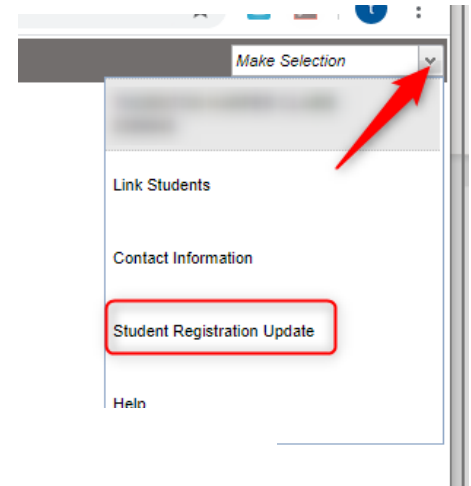 t
Make Selection
Link Students
Contact Information
Student Registration Update
Help